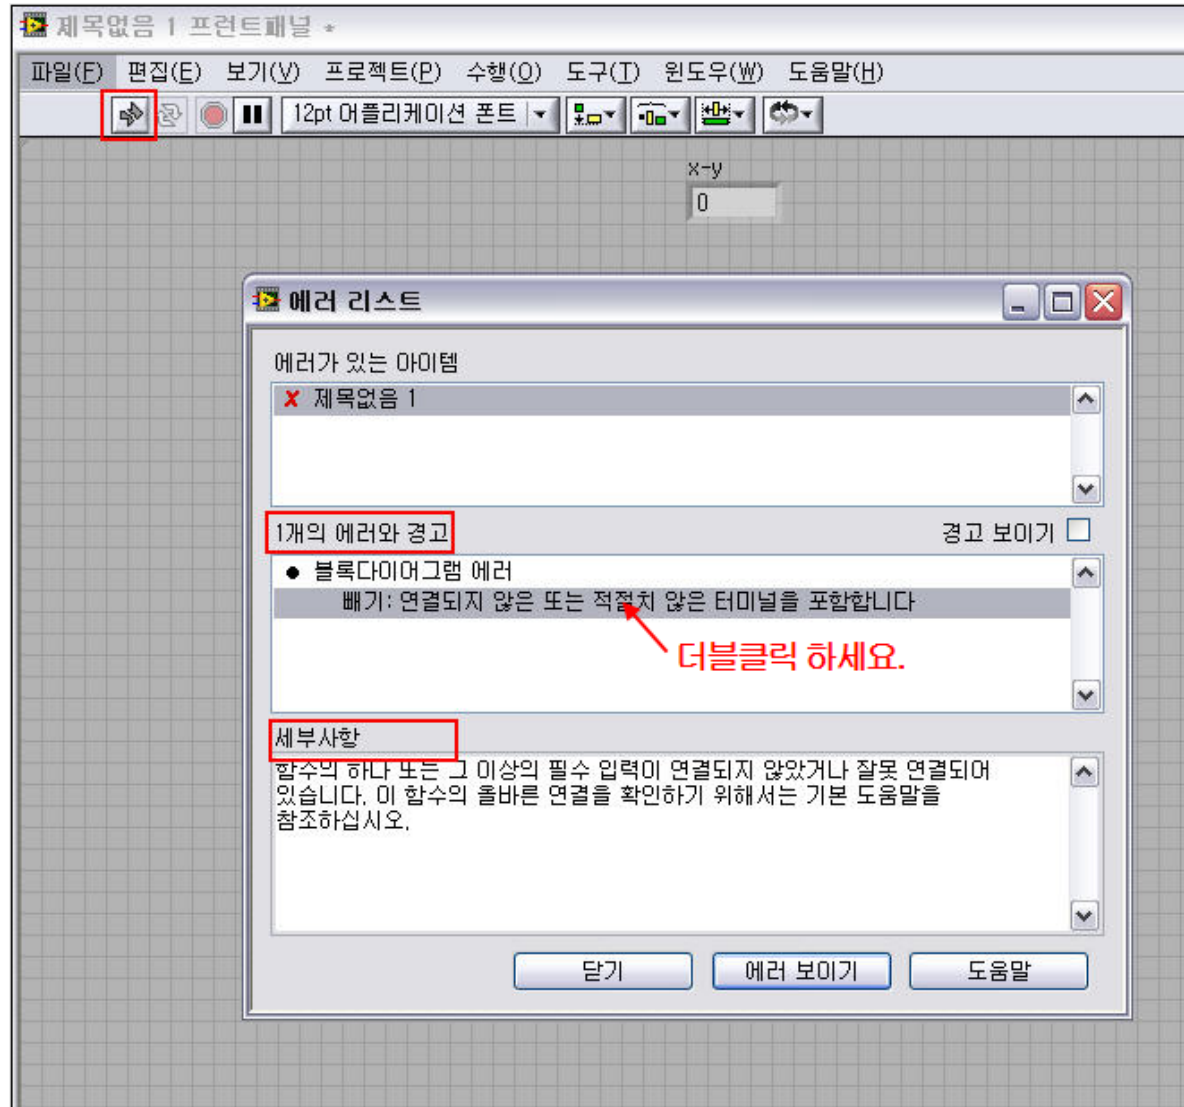 제목없음 1 프런트패널 *
파일(F) 편집(E) 보기(V) 프로젝트(P) 수행(O) 도구(T) 윈도우(W) 도움말(H)
12pt 어플리케이션 폰트
x-y
0
에러 리스트
에러가 있는 아이템
제목없음 1
1개의 에러와 경고
경고 보이기
블록다이어그램 에러
빼기: 연결되지 않은 또는 적절치 않은 터미널을 포함합니다
더블클릭 하세요.
세부사항
함수의 하나 또는 그 이상의 필수 입력이 연결되지 않았거나 잘못 연결되어
있습니다. 이 함수의 올바른 연결을 확인하기 위해서는 기본 도움말을
참조하십시오.
닫기 에러 보이기 도움말